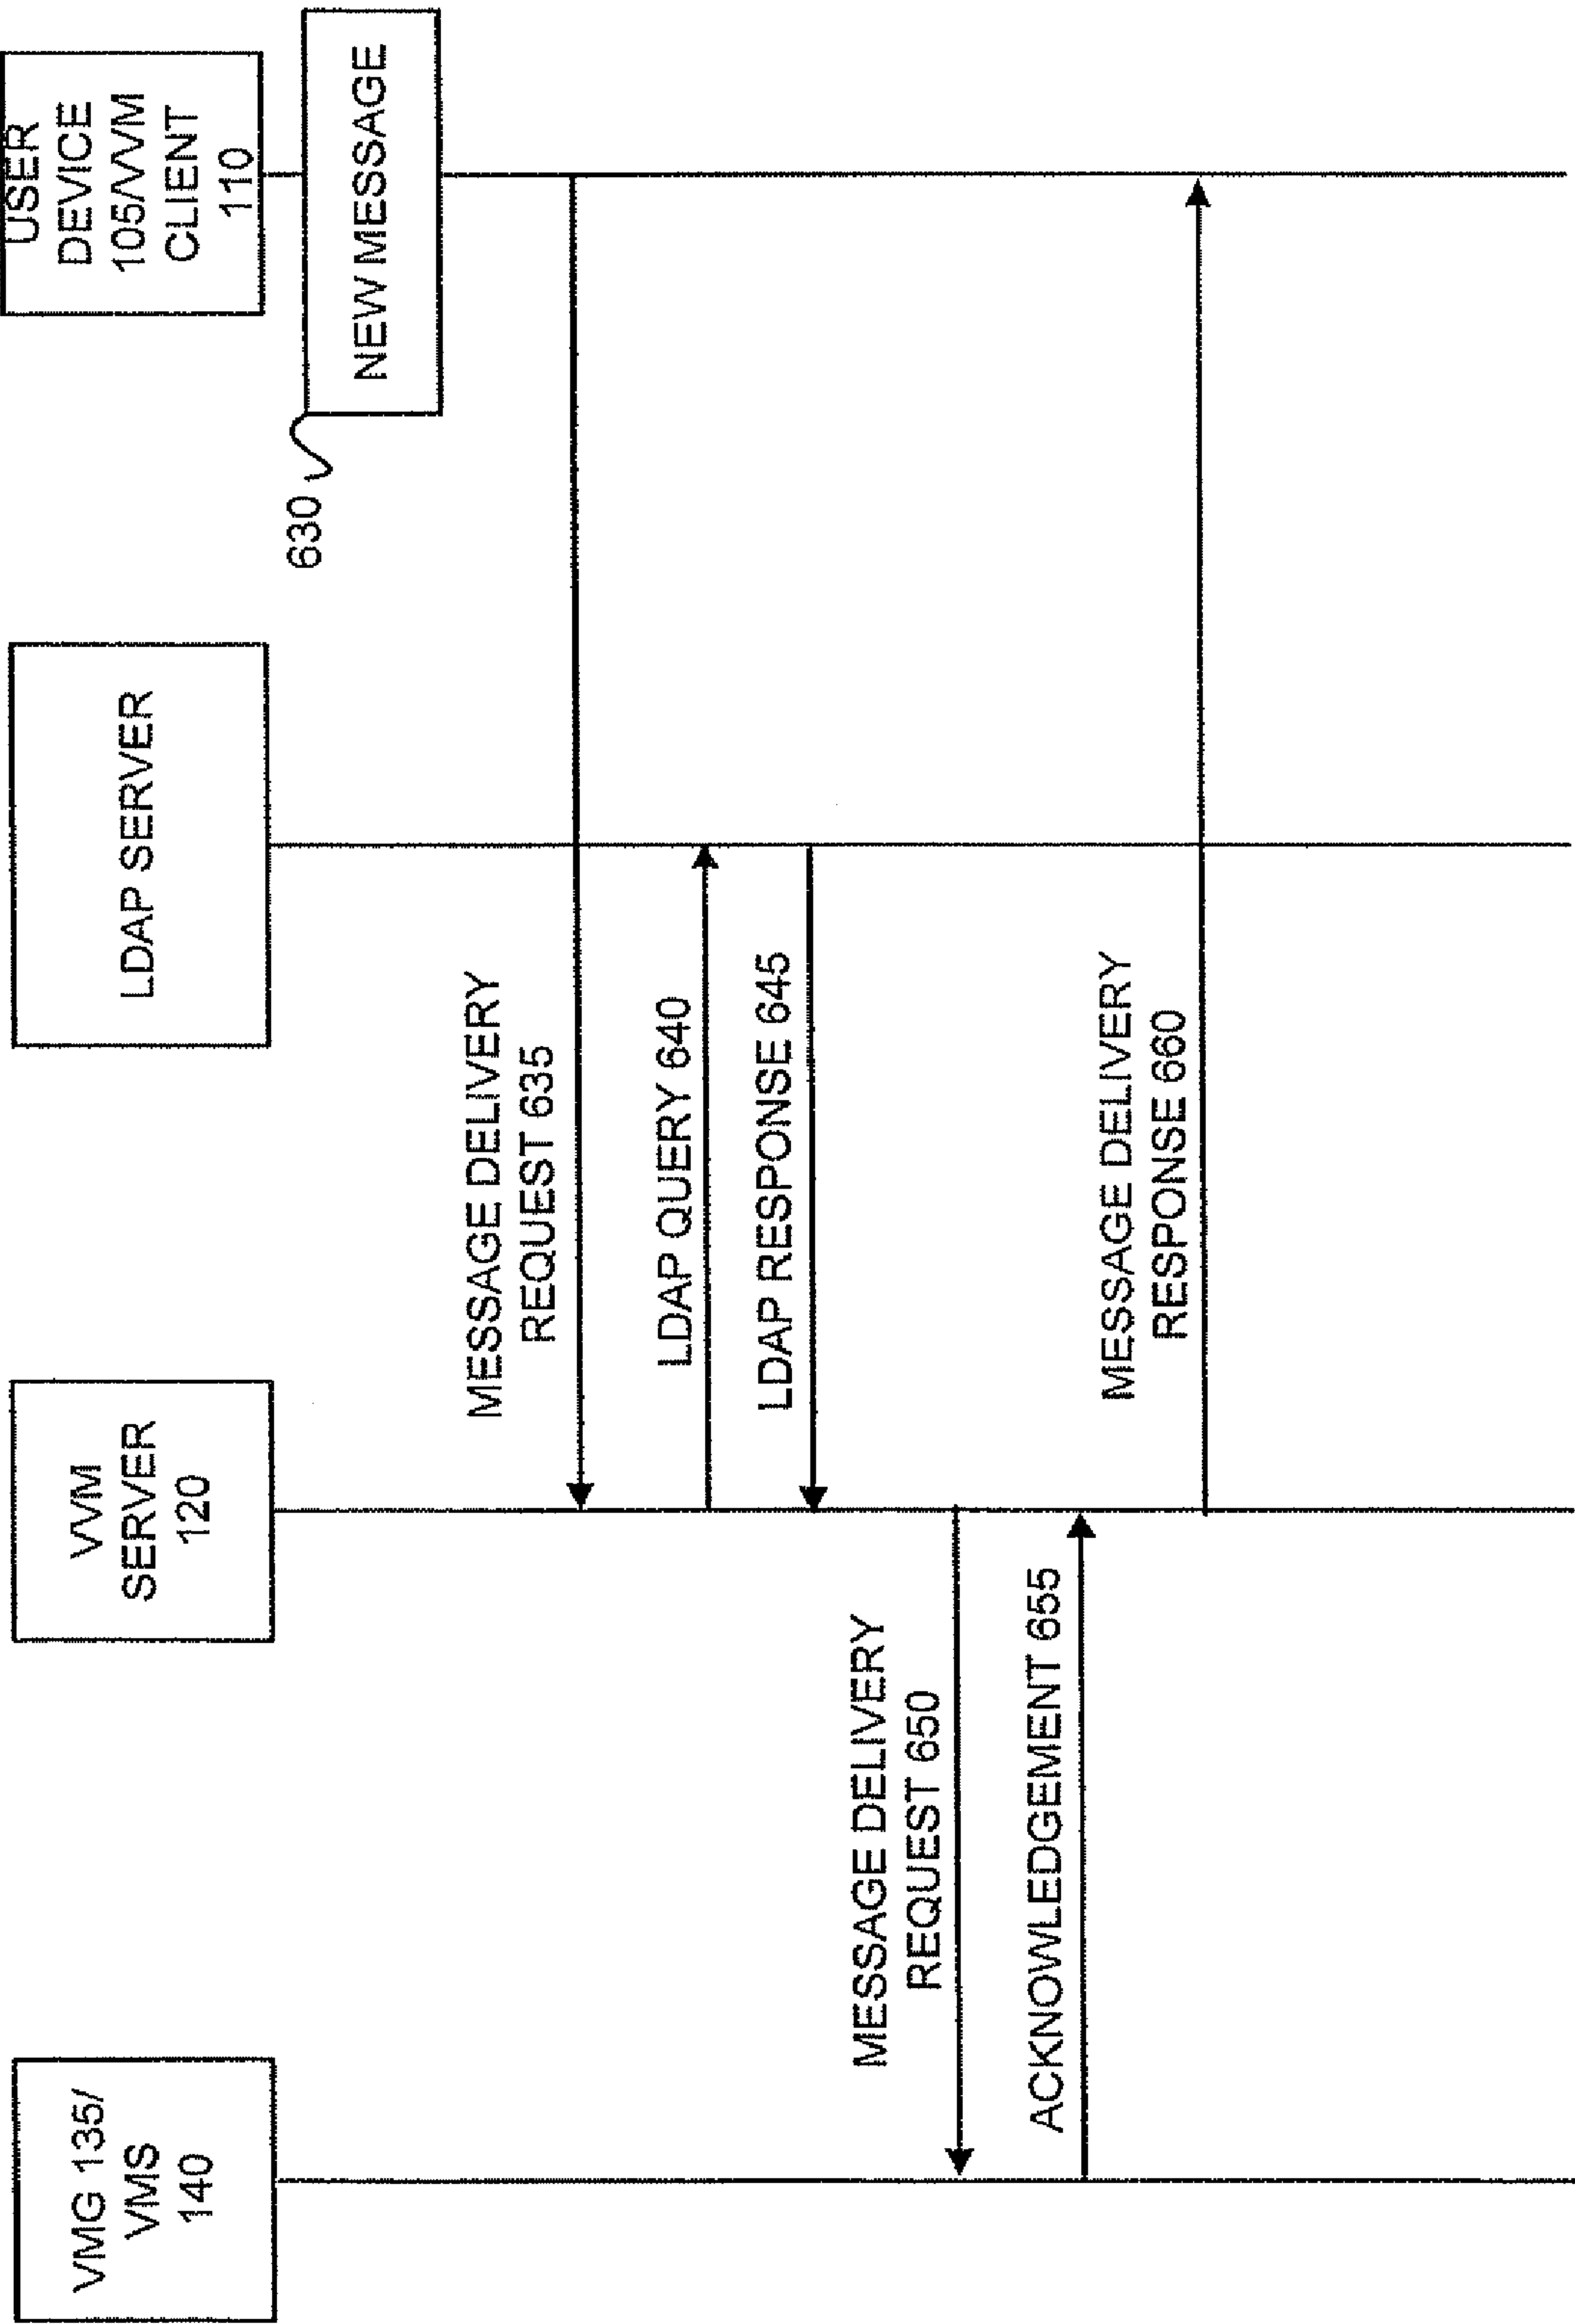 VMG 135/
VMS
140
VVM
SERVER
120
LDAP SERVER
USER
DEVICE
105/VVM
CLIENT
110
630
NEW MESSAGE
MESSAGE DELIVERY
REQUEST 635
LDAP QUERY 640
LDAP RESPONSE 645
MESSAGE DELIVERY
REQUEST 650
ACKNOWLEDGEMENT 655
MESSAGE DELIVERY
RESPONSE 660